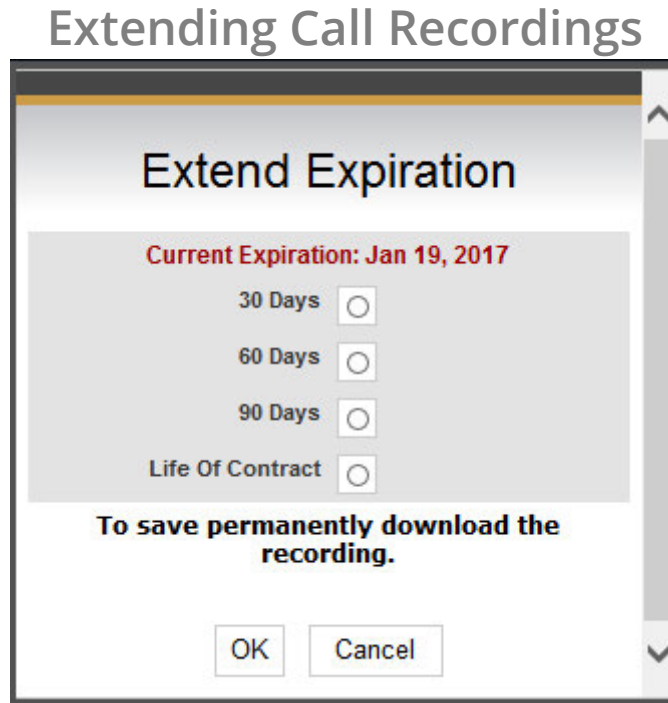 Extending Call Recordings
Extend Expiration
Current Expiration: Jan 19, 2017
30 Days
60 Days
90 Days
Life Of Contract
To save permanently download the
recording.
OK Cancel